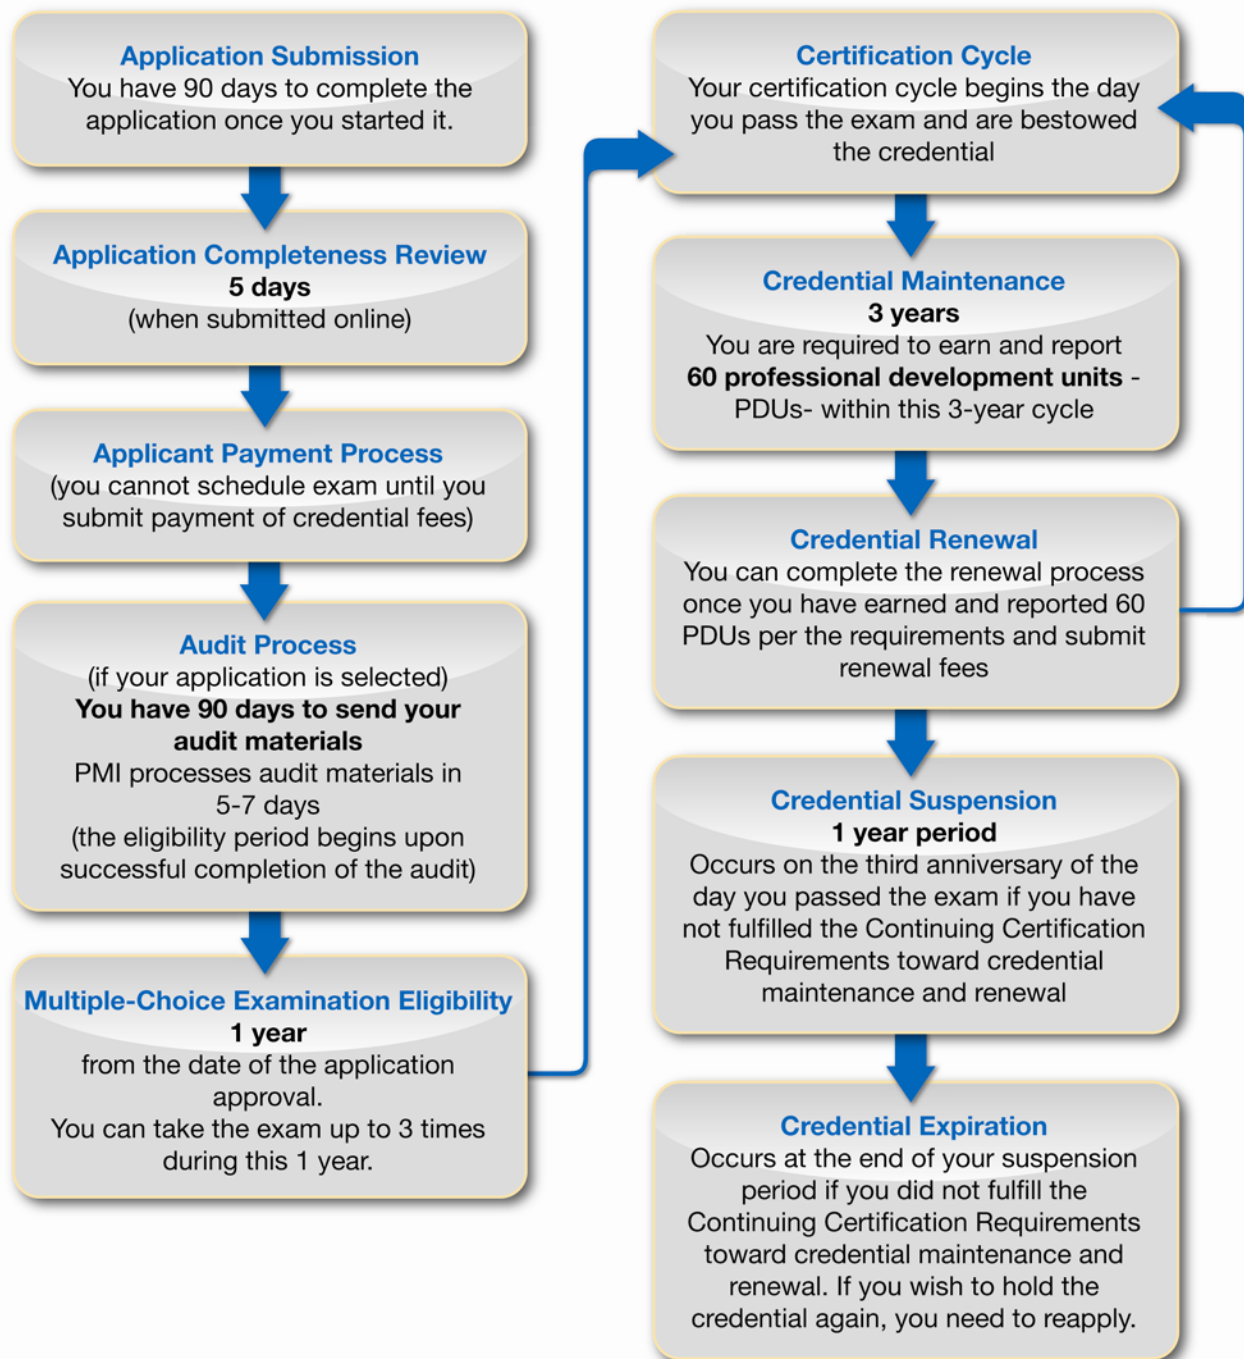 Application Submission
You have 90 days to complete the
application once you started it.
Application Completeness Review
5 days
(when submitted online)
Applicant Payment Process
(you cannot schedule exam until you
submit payment of credential fees)
Audit Process
(if your application is selected)
You have 90 days to send your
audit materials
PMI processes audit materials in
5-7 days
(the eligibility period begins upon
successful completion of the audit)
Multiple-Choice Examination Eligibility
1 year
from the date of the application
approval.
You can take the exam up to 3 times
during this 1 year.
Certification Cycle
Your certification cycle begins the day
you pass the exam and are bestowed
the credential
Credential Maintenance
3 years
You are required to earn and report
60 professional development units -
PDUs- within this 3-year cycle
Credential Renewal
You can complete the renewal process
once you have earned and reported 60
PDUs per the requirements and submit
renewal fees
Credential Suspension
1 year period
Occurs on the third anniversary of the
day you passed the exam if you have
not fulfilled the Continuing Certification
Requirements toward credential
maintenance and renewal
Credential Expiration
Occurs at the end of your suspension
period if you did not fulfill the
Continuing Certification Requirements
toward credential maintenance and
renewal. If you wish to hold the
credential again, you need to reapply.